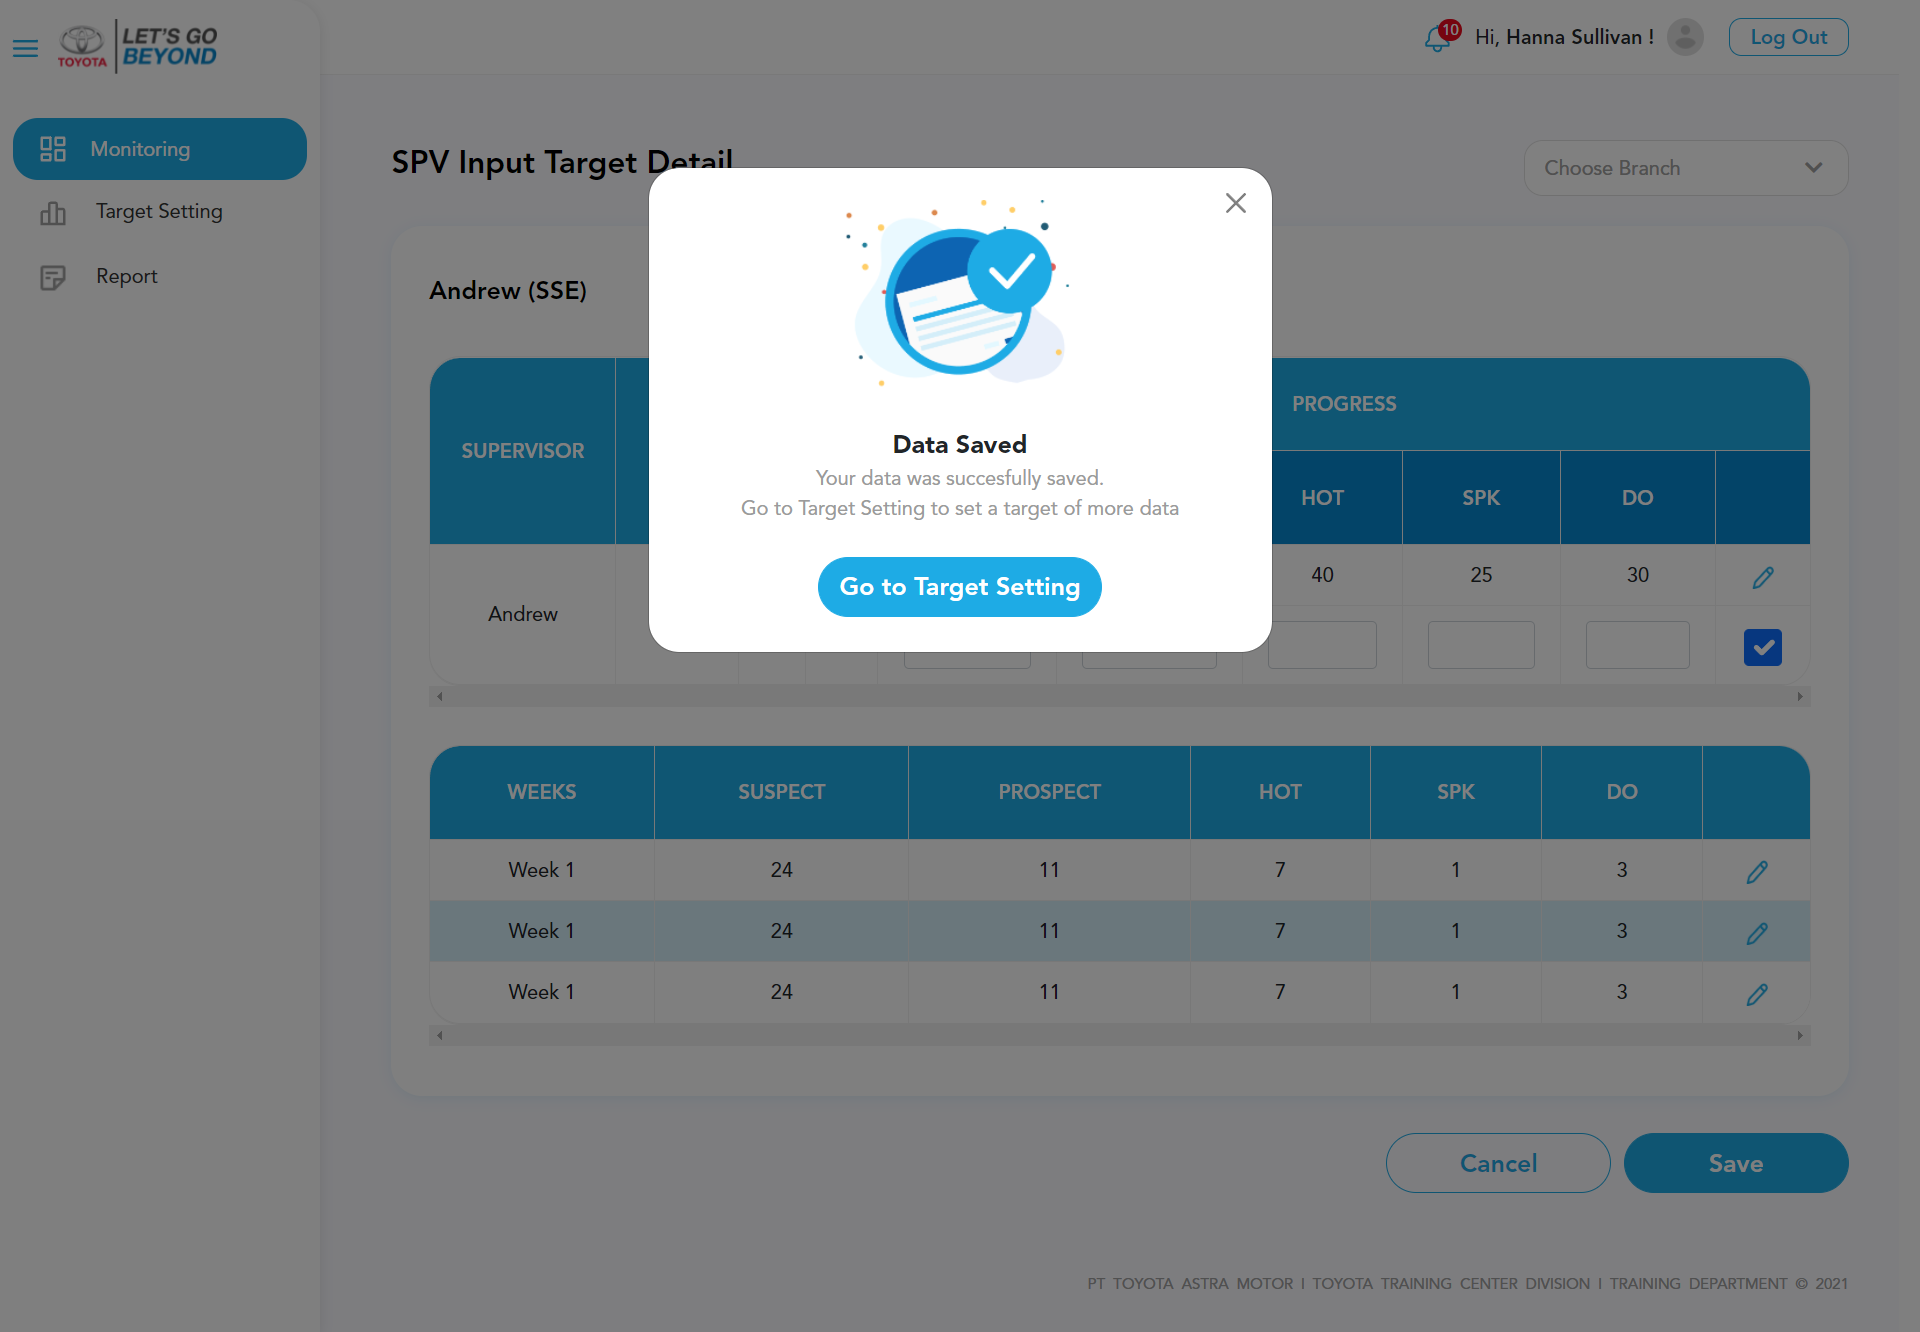 TOYOTA
LET'S GO
BEYOND
10
Hi, Hanna Sullivan !
Log Out
Monitoring
Target Setting
Report
SPV Input Target Detail
Choose Branch
Andrew (SSE)
SUPERVISOR
PROGRESS
HOT
SPK
DO
Andrew
40
25
30
Data Saved
Your data was succesfully saved.
Go to Target Setting to set a target of more data
Go to Target Setting
WEEKS
SUSPECT
PROSPECT
HOT
SPK
DO
Week 1
24
11
7
1
3
Week 1
24
11
7
1
3
Week 1
24
11
7
1
3
Cancel
Save
PT TOYOTA ASTRA MOTOR I TOYOTA TRAINING CENTER DIVISION I TRAINING DEPARTMENT © 2021